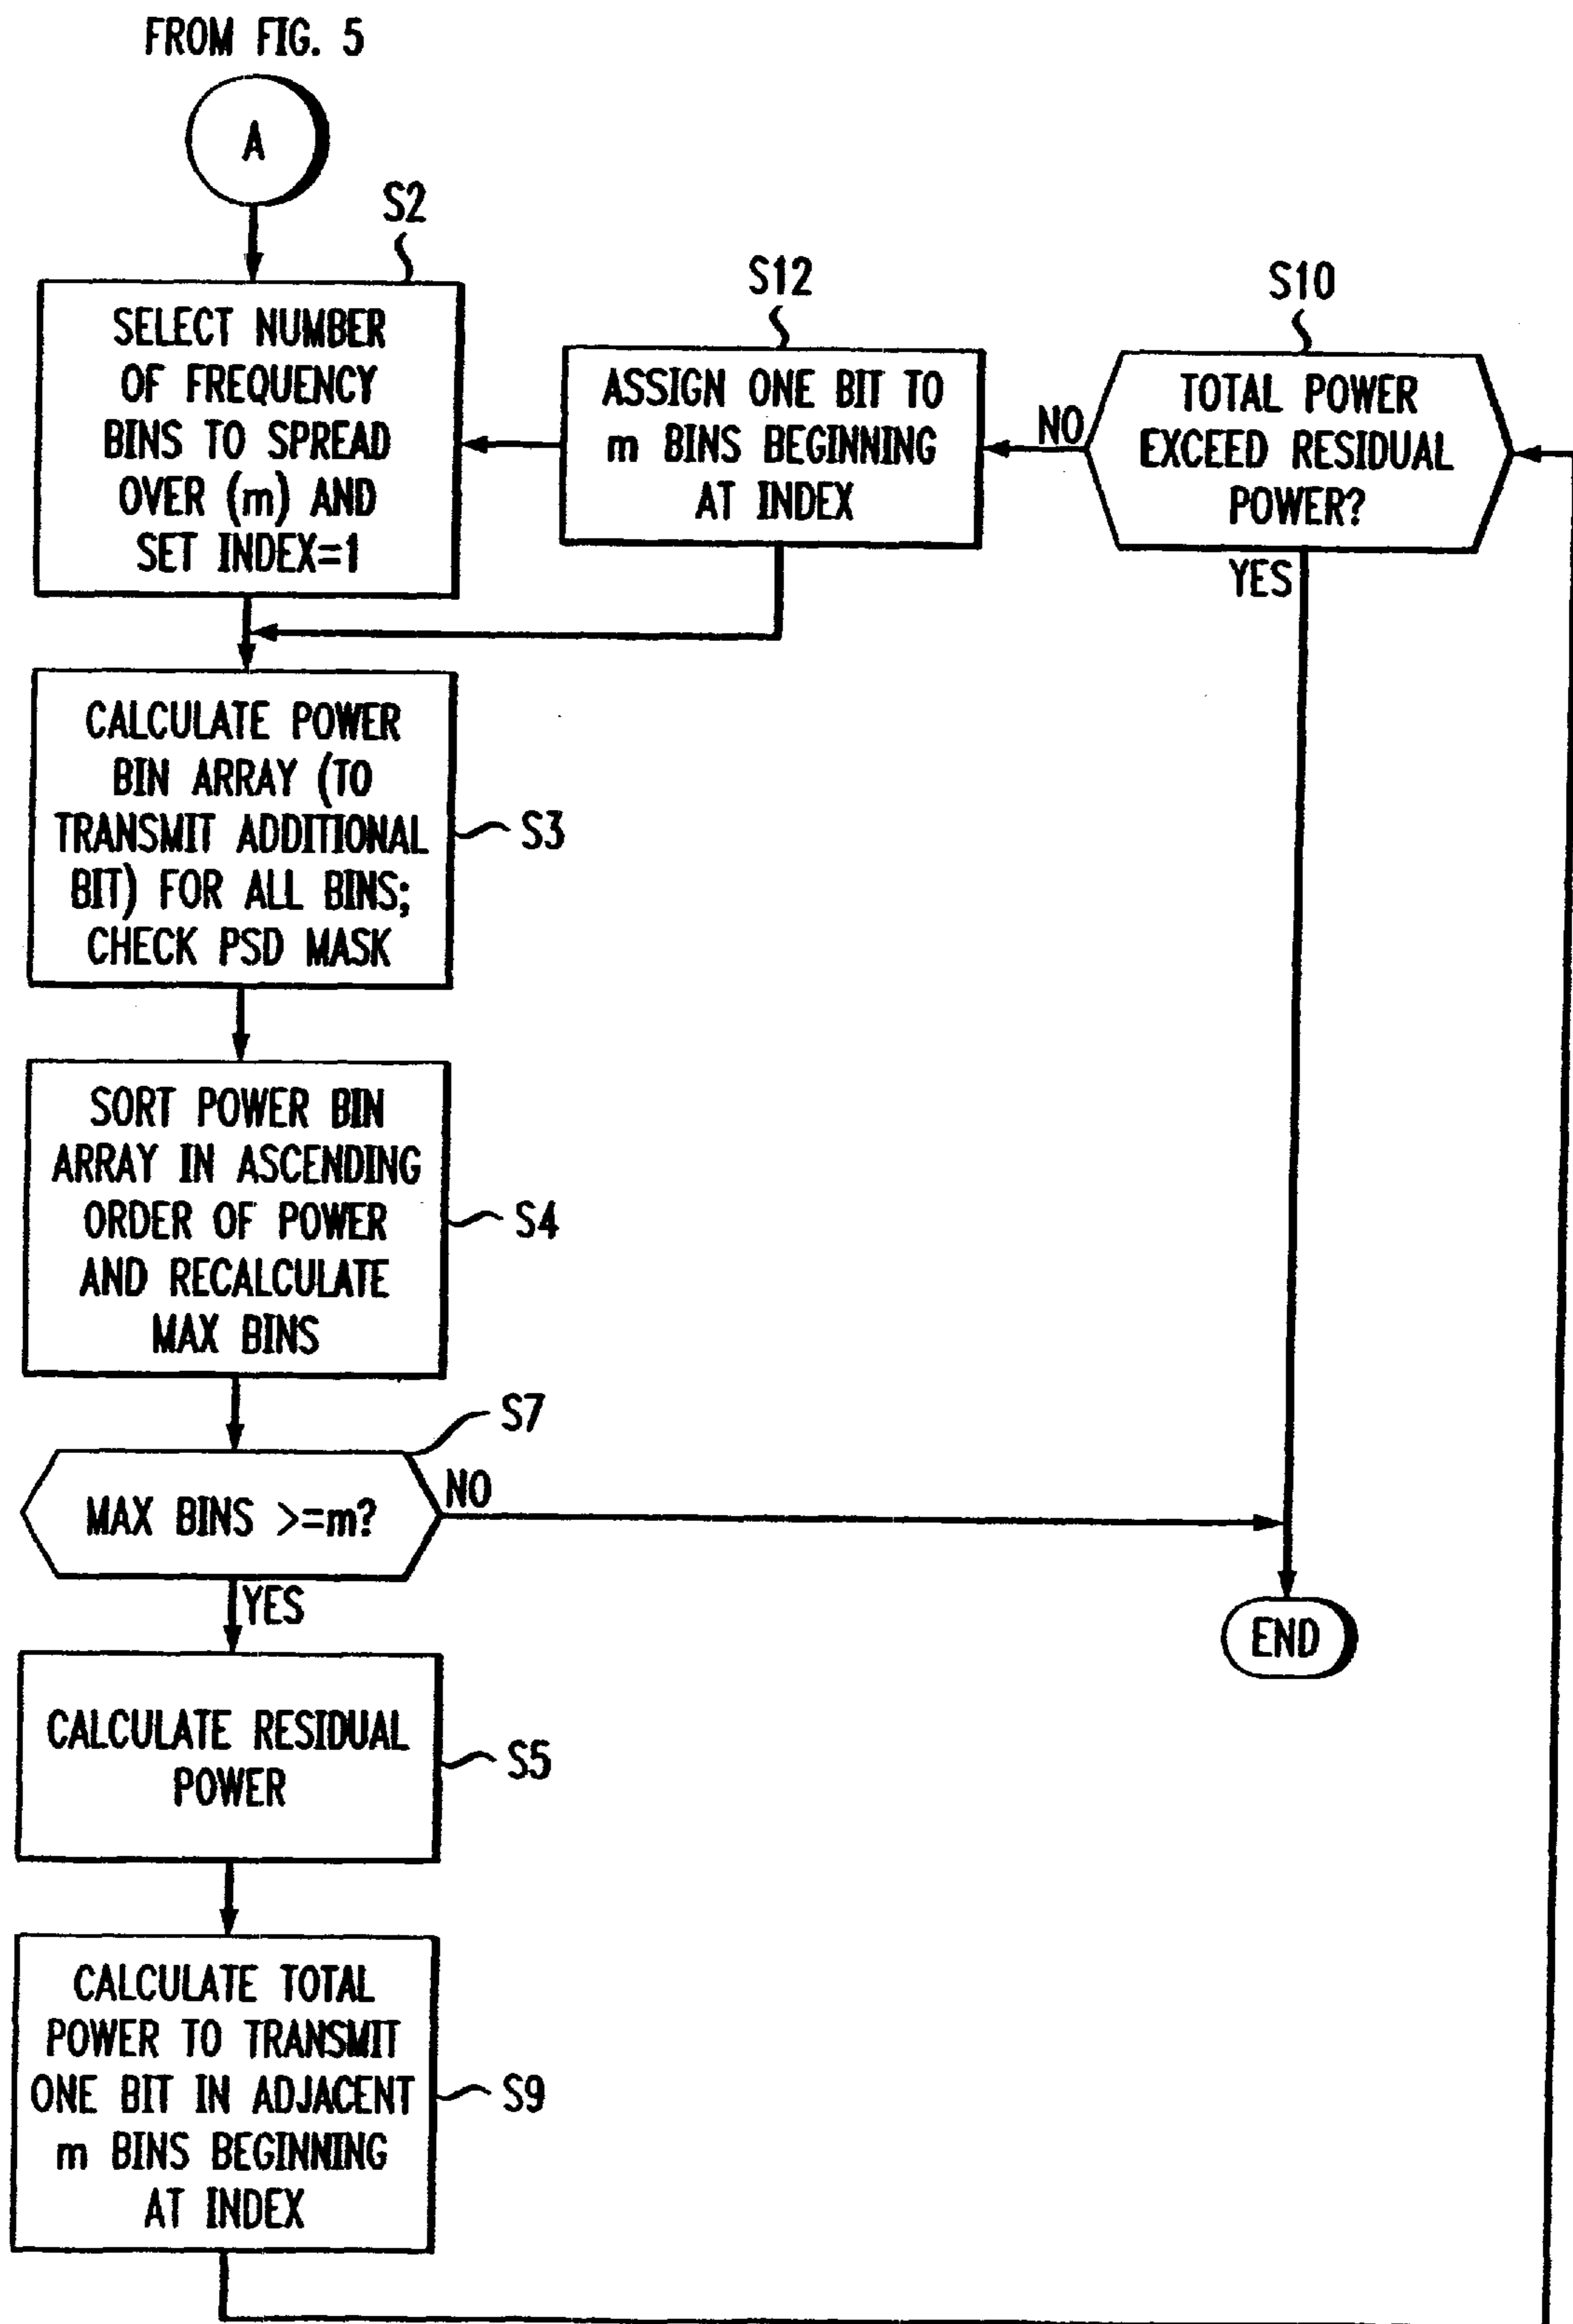 FROM FIG. 5
A
S2
SELECT NUMBER
OF FREQUENCY
BINS TO SPREAD
OVER (m) AND
SET INDEX=1
S12
ASSIGN ONE BIT TO
m BINS BEGINNING
AT INDEX
S10
TOTAL POWER
EXCEED RESIDUAL
POWER?
NO
YES
CALCULATE POWER
BIN ARRAY (TO
TRANSMIT ADDITIONAL
BIT) FOR ALL BINS;
CHECK PSD MASK
S3
SORT POWER BIN
ARRAY IN ASCENDING
ORDER OF POWER
AND RECALCULATE
MAX BINS
S4
S7
MAX BINS >=m?
NO
YES
END
CALCULATE RESIDUAL
POWER
S5
CALCULATE TOTAL
POWER TO TRANSMIT
ONE BIT IN ADJACENT
m BINS BEGINNING
AT INDEX
S9